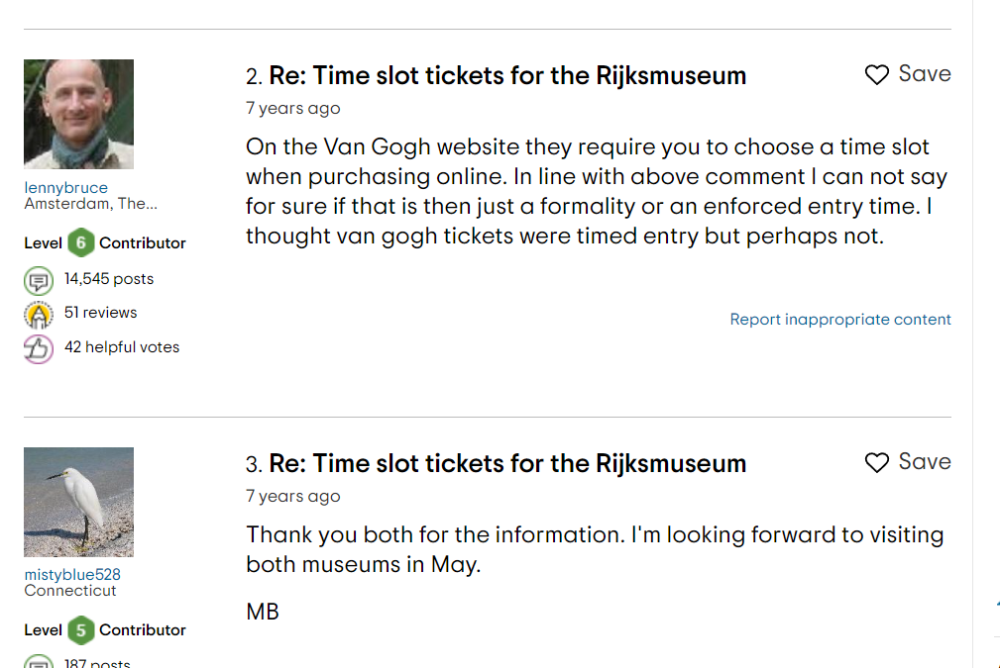 2. Re: Time slot tickets for the Rijksmuseum
Save
7 years ago
On the Van Gogh website they require you to choose a time slot
when purchasing online. In line with above comment I can not say
for sure if that is then just a formality or an enforced entry time. I
thought van gogh tickets were timed entry but perhaps not.
lennybruce
Amsterdam, The...
Level 6 Contributor
14,545 posts
51 reviews
42 helpful votes
Report inappropriate content
3. Re: Time slot tickets for the Rijksmuseum
Save
7 years ago
Thank you both for the information. I'm looking forward to visiting
both museums in May.
MB
mistyblue528
Connecticut
Level 5 Contributor
187 posts